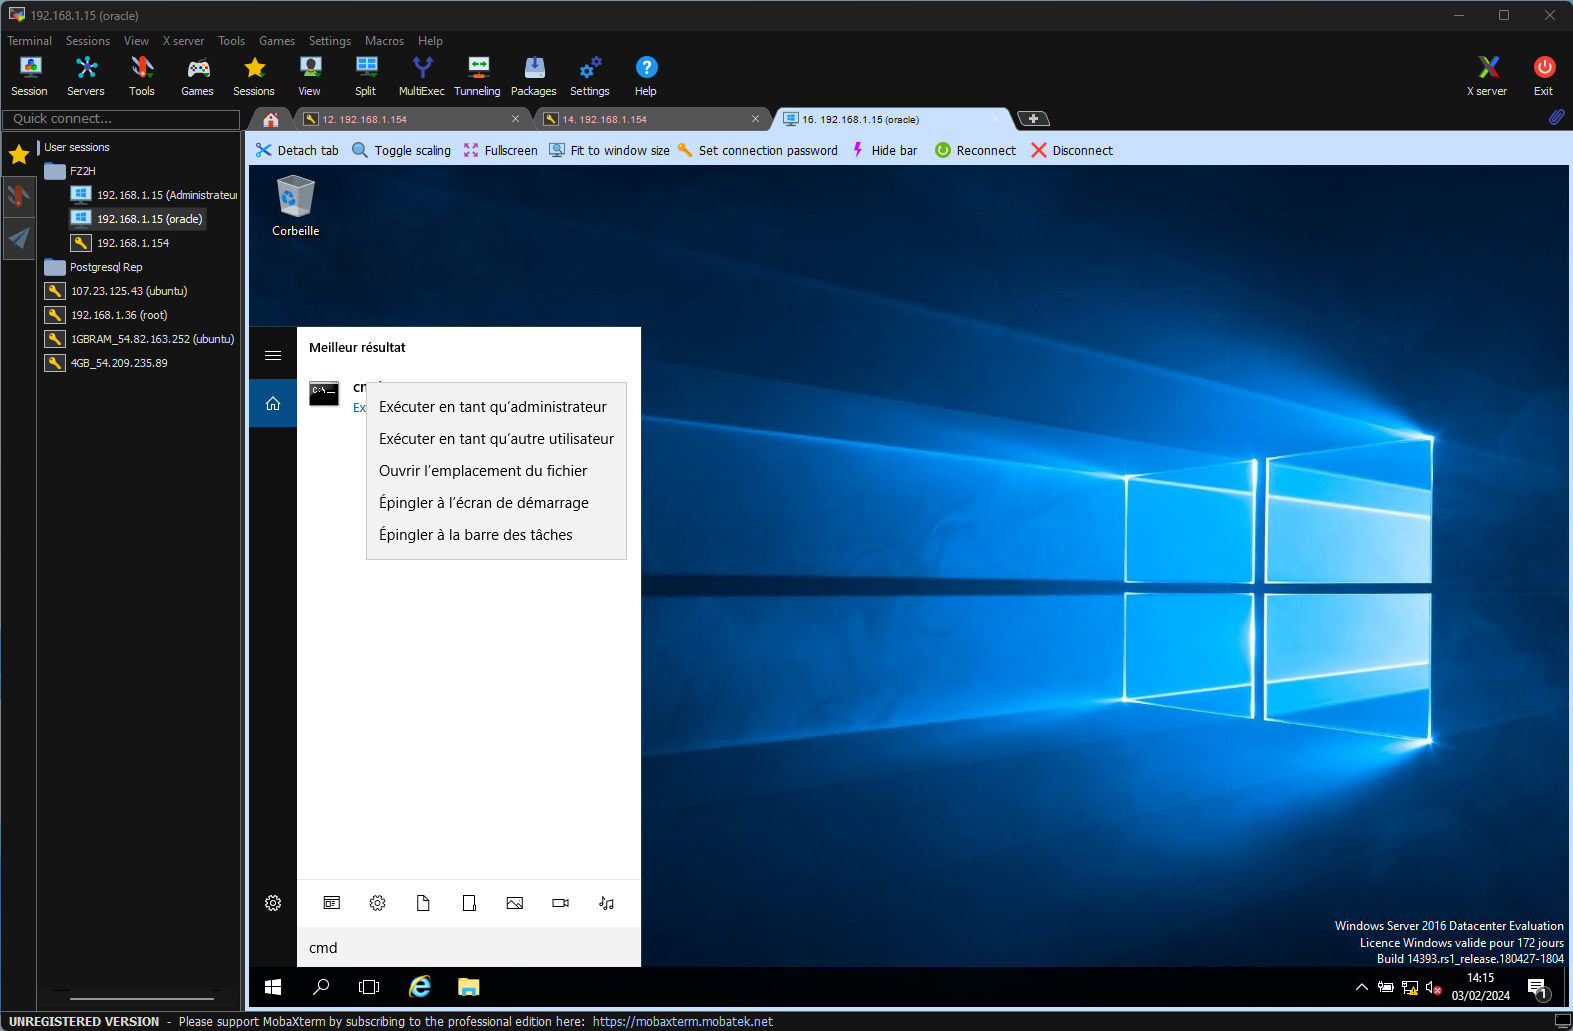 192.168.1.15 (oracle)
Terminal Sessions View X server Tools Games Settings Macros Help
Session Servers Tools Games Sessions View Split MultiExec Tunneling Packages Settings Help X server Exit
Quick connect...
12. 192.168.1.154
14. 192.168.1.154
16. 192.168.1.15 (oracle)
Detach tab Toggle scaling Fullscreen Fit to window size Set connection password Hide bar Reconnect Disconnect
User sessions
FZ2H
192.168.1.15 (Administrateur
192.168.1.15 (oracle)
192.168.1.154
Postgresql Rep
107.23.125.43 (ubuntu)
192.168.1.36 (root)
1GBRAM_54.82.163.252 (ubuntu)
4GB_54.209.235.89
Corbeille
Meilleur résultat
C:\
Ex
Exécuter en tant qu'administrateur
Exécuter en tant qu'autre utilisateur
Ouvrir l'emplacement du fichier
Épingler à l'écran de démarrage
Épingler à la barre des tâches
cmd
Windows Server 2016 Datacenter Evaluation
Licence Windows valide pour 172 jours
Build 14393.rs1_release.180427-1804
14:15
03/02/2024
1
UNREGISTERED VERSION - Please support MobaXterm by subscribing to the professional edition here: https://mobaxterm.mobatek.net